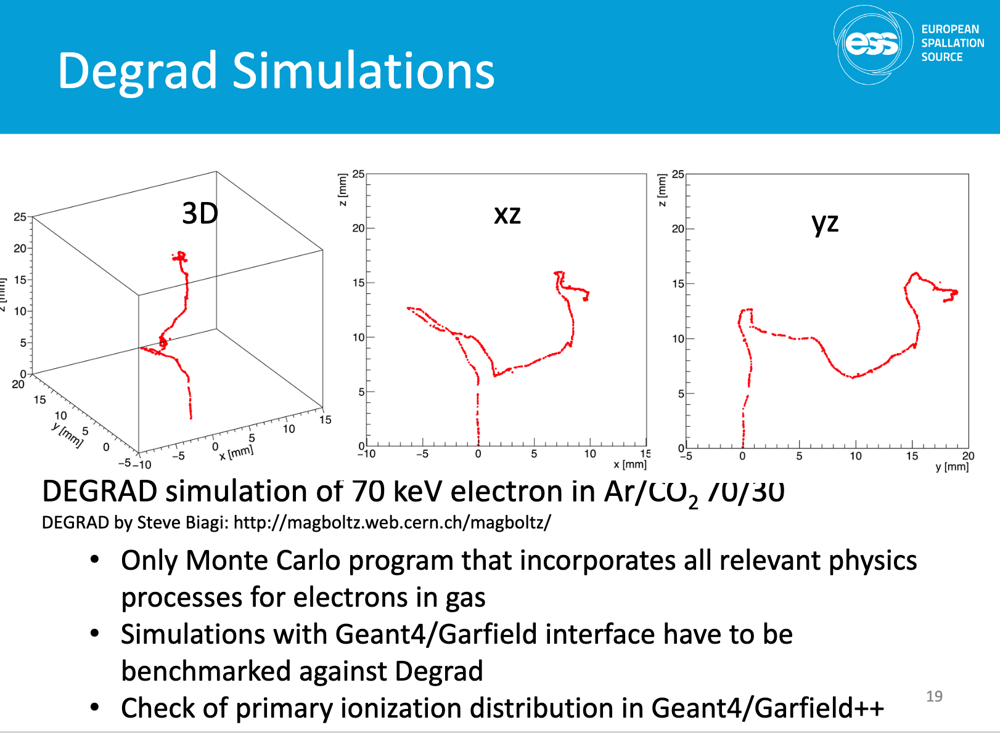 Degrad Simulations
ess
EUROPEAN
SPALLATION
SOURCE
3D
25
20
15
10
5
0
z [mm]
20
15
10
5
0
−5
y [mm]
−10
−5
0
5
10
15
x [mm]
xz
z [mm]
25
20
15
10
5
0
−10
−5
0
5
10
15
x [mm]
yz
z [mm]
25
20
15
10
5
0
−5
0
5
10
15
20
y [mm]
DEGRAD simulation of 70 keV electron in Ar/CO₂ 70/30
DEGRAD by Steve Biagi: http://magboltz.web.cern.ch/magboltz/
• Only Monte Carlo program that incorporates all relevant physics
processes for electrons in gas
• Simulations with Geant4/Garfield interface have to be
benchmarked against Degrad
• Check of primary ionization distribution in Geant4/Garfield++
19